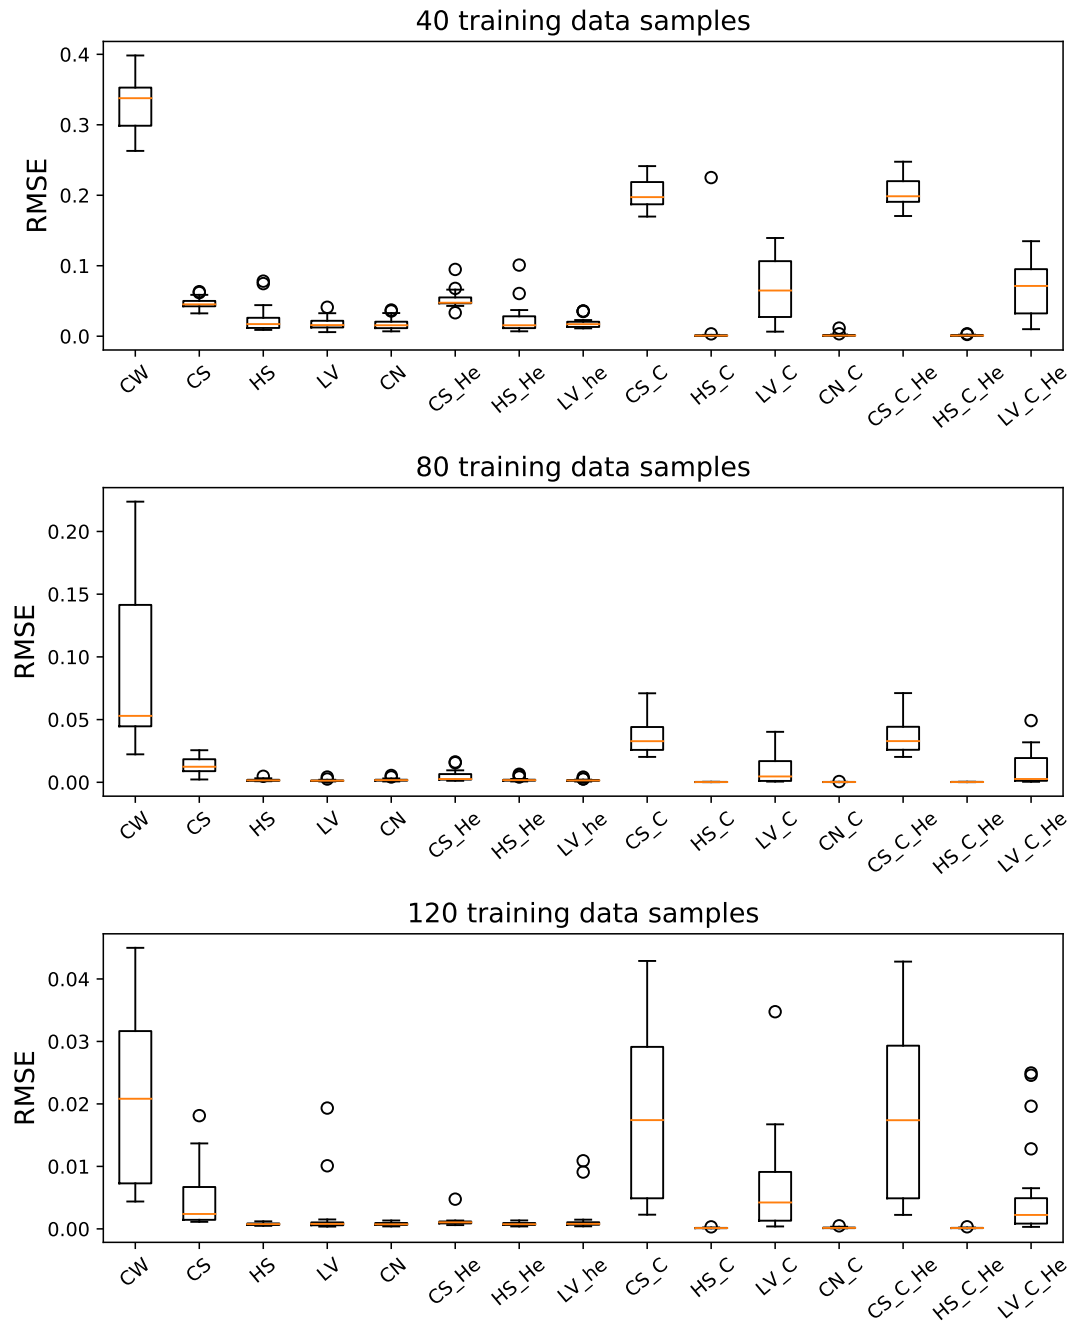 40 training data samples
RMSE
0.4
0.3
0.2
0.1
0.0
CW CS HS LV CN CS_He HS_He LV_he CS_C HS_C LV_C CN_C CS_C_He HS_C_He LV_C_He
80 training data samples
RMSE
0.20
0.15
0.10
0.05
0.00
CW CS HS LV CN CS_He HS_He LV_he CS_C HS_C LV_C CN_C CS_C_He HS_C_He LV_C_He
120 training data samples
RMSE
0.04
0.03
0.02
0.01
0.00
CW CS HS LV CN CS_He HS_He LV_he CS_C HS_C LV_C CN_C CS_C_He HS_C_He LV_C_He